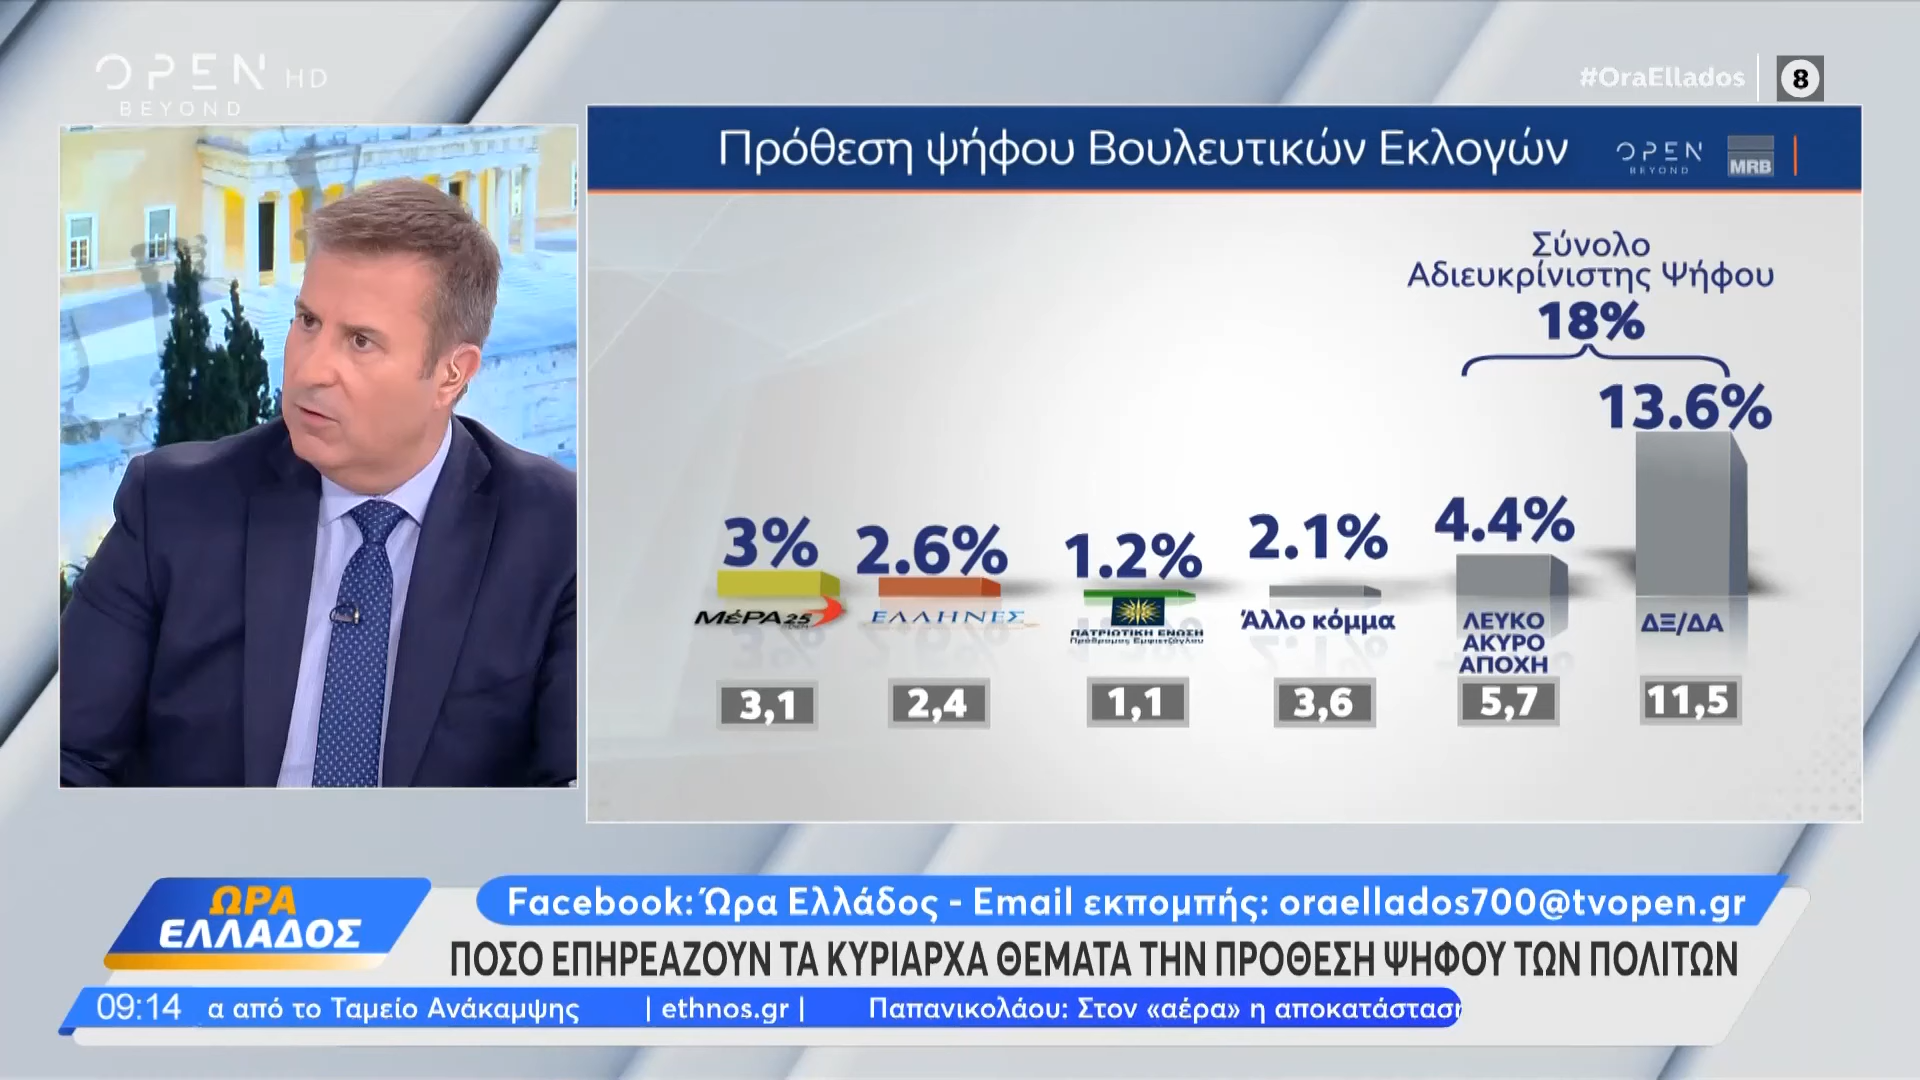 OPEN HD
BEYOND
#OraEllados
8
Πρόθεση ψήφου Βουλευτικών Εκλογών
OPEN
BEYOND
MRB
Σύνολο
Αδιευκρίνιστης Ψήφου
18%
13.6%
3%
2.6%
1.2%
2.1%
4.4%
ΜέΡΑ25
ΕΛΛΗΝΕΣ
ΠΑΤΡΙΩΤΙΚΗ ΕΝΩΣΗ
Πρόδρομος Εμφιετζόγλου
Άλλο κόμμα
ΛΕΥΚΟ
ΑΚΥΡΟ
ΑΠΟΧΗ
ΔΞ/ΔΑ
3,1
2,4
1,1
3,6
5,7
11,5
ΩΡΑ
ΕΛΛΑΔΟΣ
Facebook: Ώρα Ελλάδος - Email εκπομπής: oraellados700@tvopen.gr
ΠΟΣΟ ΕΠΗΡΕΑΖΟΥΝ ΤΑ ΚΥΡΙΑΡΧΑ ΘΕΜΑΤΑ ΤΗΝ ΠΡΟΘΕΣΗ ΨΗΦΟΥ ΤΩΝ ΠΟΛΙΤΩΝ
09:14 α από το Ταμείο Ανάκαμψης | ethnos.gr | Παπανικολάου: Στον «αέρα» η αποκατάσταση